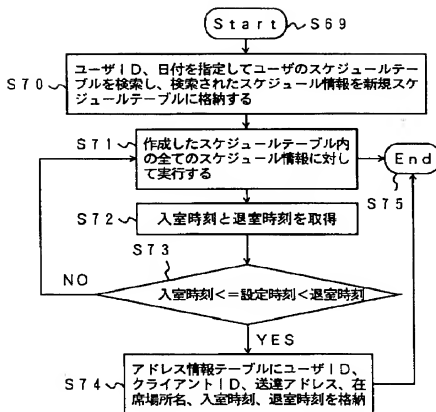 Start
S69
S70
ユーザID、日付を指定してユーザのスケジュールテー
ブルを検索し、検索されたスケジュール情報を新規スケ
ジュールテーブルに格納する
S71
作成したスケジュールテーブル内
の全てのスケジュール情報に対し
て実行する
End
S75
S72
入室時刻と退室時刻を取得
S73
NO
入室時刻<=設定時刻<退室時刻
YES
S74
アドレス情報テーブルにユーザID、
クライアントID、送達アドレス、在
席場所名、入室時刻、退室時刻を格納